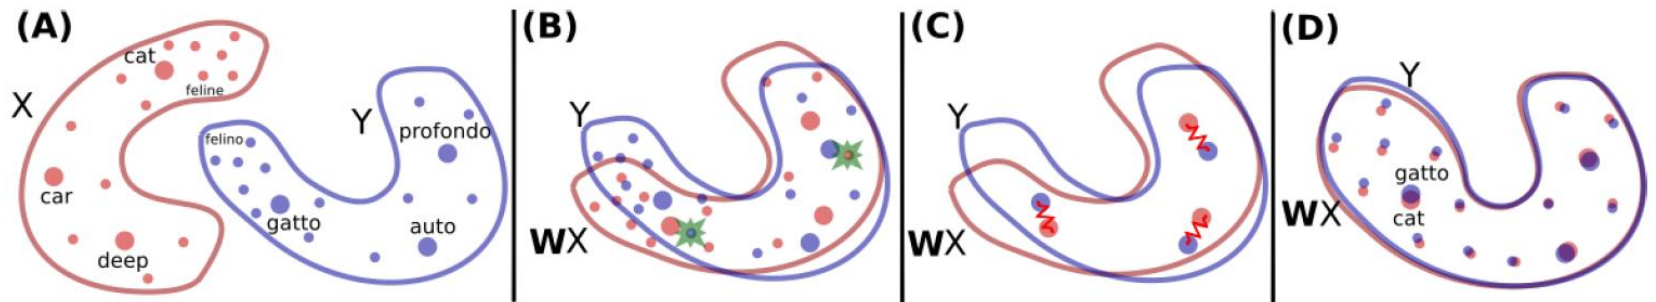 (A)
cat
feline
X
car
deep
Y
felino
profondo
gatto
auto
(B)
Y
WX
(C)
Y
WX
(D)
Y
gatto
cat
WX